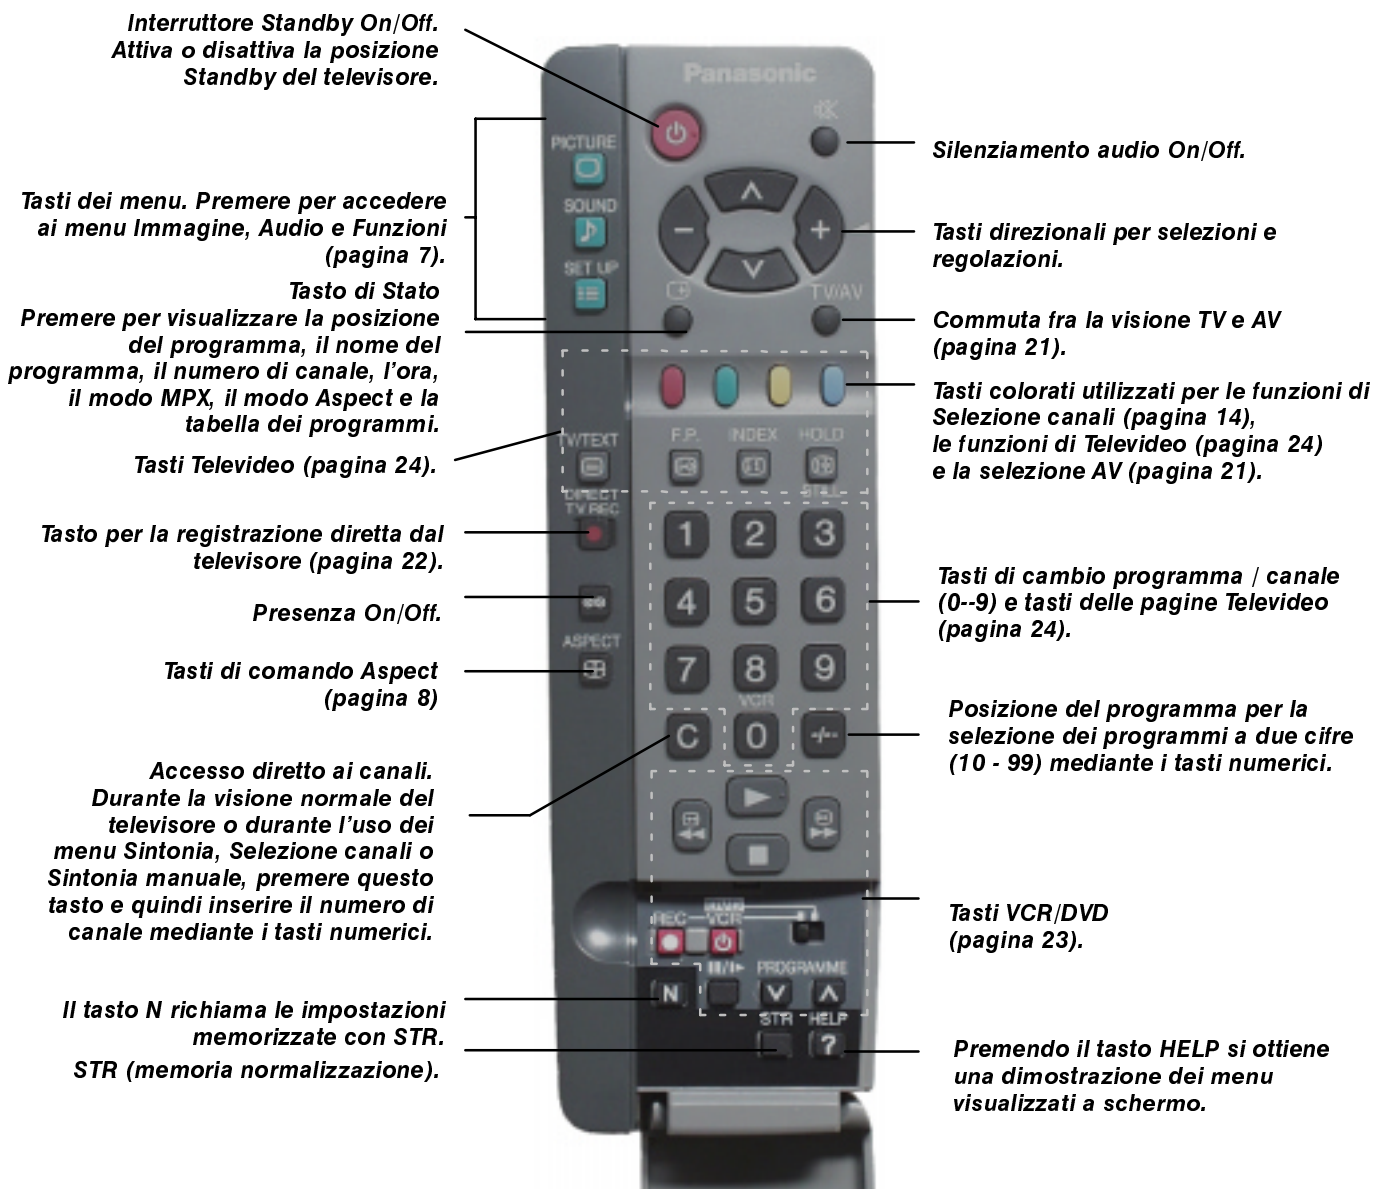 Interruttore Standby On/Off.
Attiva o disattiva la posizione
Standby del televisore.
Tasti dei menu. Premere per accedere
ai menu Immagine, Audio e Funzioni
(pagina 7).
Tasto di Stato
Premere per visualizzare la posizione
del programma, il nome del
programma, il numero di canale, l'ora,
il modo MPX, il modo Aspect e la
tabella dei programmi.
Tasti Televideo (pagina 24).
Tasto per la registrazione diretta dal
televisore (pagina 22).
Presenza On/Off.
Tasti di comando Aspect
(pagina 8)
Accesso diretto ai canali.
Durante la visione normale del
televisore o durante l'uso dei
menu Sintonia, Selezione canali o
Sintonia manuale, premere questo
tasto e quindi inserire il numero di
canale mediante i tasti numerici.
Il tasto N richiama le impostazioni
memorizzate con STR.
STR (memoria normalizzazione).
Panasonic
PICTURE
SOUND
SET UP
TV/AV
TV/TEXT
F.P. INDEX HOLD
STILL
DIRECT
TV REC
1 2 3
4 5 6
ASPECT
7 8 9
VCR
C 0 -/--
REC VCR
II/I▶ PROGRAMME
N
STR HELP
?
Silenziamento audio On/Off.
Tasti direzionali per selezioni e
regolazioni.
Commuta fra la visione TV e AV
(pagina 21).
Tasti colorati utilizzati per le funzioni di
Selezione canali (pagina 14),
le funzioni di Televideo (pagina 24)
e la selezione AV (pagina 21).
Tasti di cambio programma / canale
(0--9) e tasti delle pagine Televideo
(pagina 24).
Posizione del programma per la
selezione dei programmi a due cifre
(10 - 99) mediante i tasti numerici.
Tasti VCR/DVD
(pagina 23).
Premendo il tasto HELP si ottiene
una dimostrazione dei menu
visualizzati a schermo.